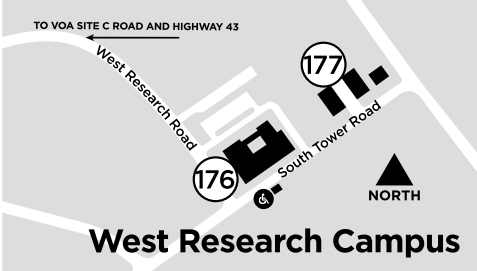 TO VOA SITE C ROAD AND HIGHWAY 43
West Research Road
177
South Tower Road
176
NORTH
West Research Campus